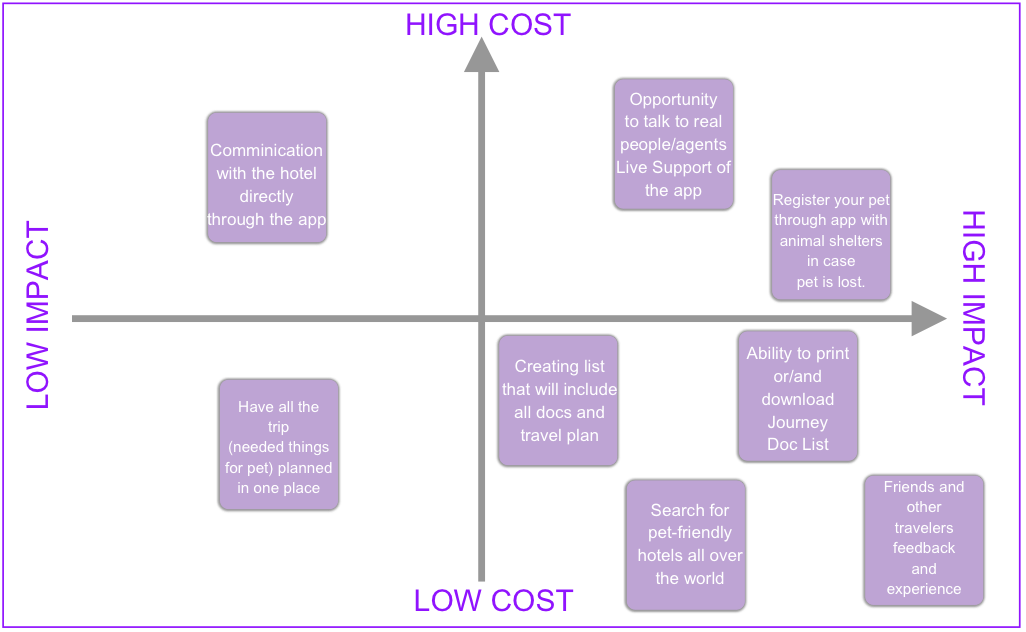 HIGH COST
Opportunity
to talk to real
people/agents
Live Support of
the app
Comminication
with the hotel
directly
through the app
Register your pet
through app with
animal shelters
in case
pet is lost.
LOW IMPACT
HIGH IMPACT
Creating list
that will include
all docs and
travel plan
Ability to print
or/and
download
Journey
Doc List
Have all the
trip
(needed things
for pet) planned
in one place
Search for
pet-friendly
hotels all over
the world
Friends and
other
travelers
feedback
and
experience
LOW COST